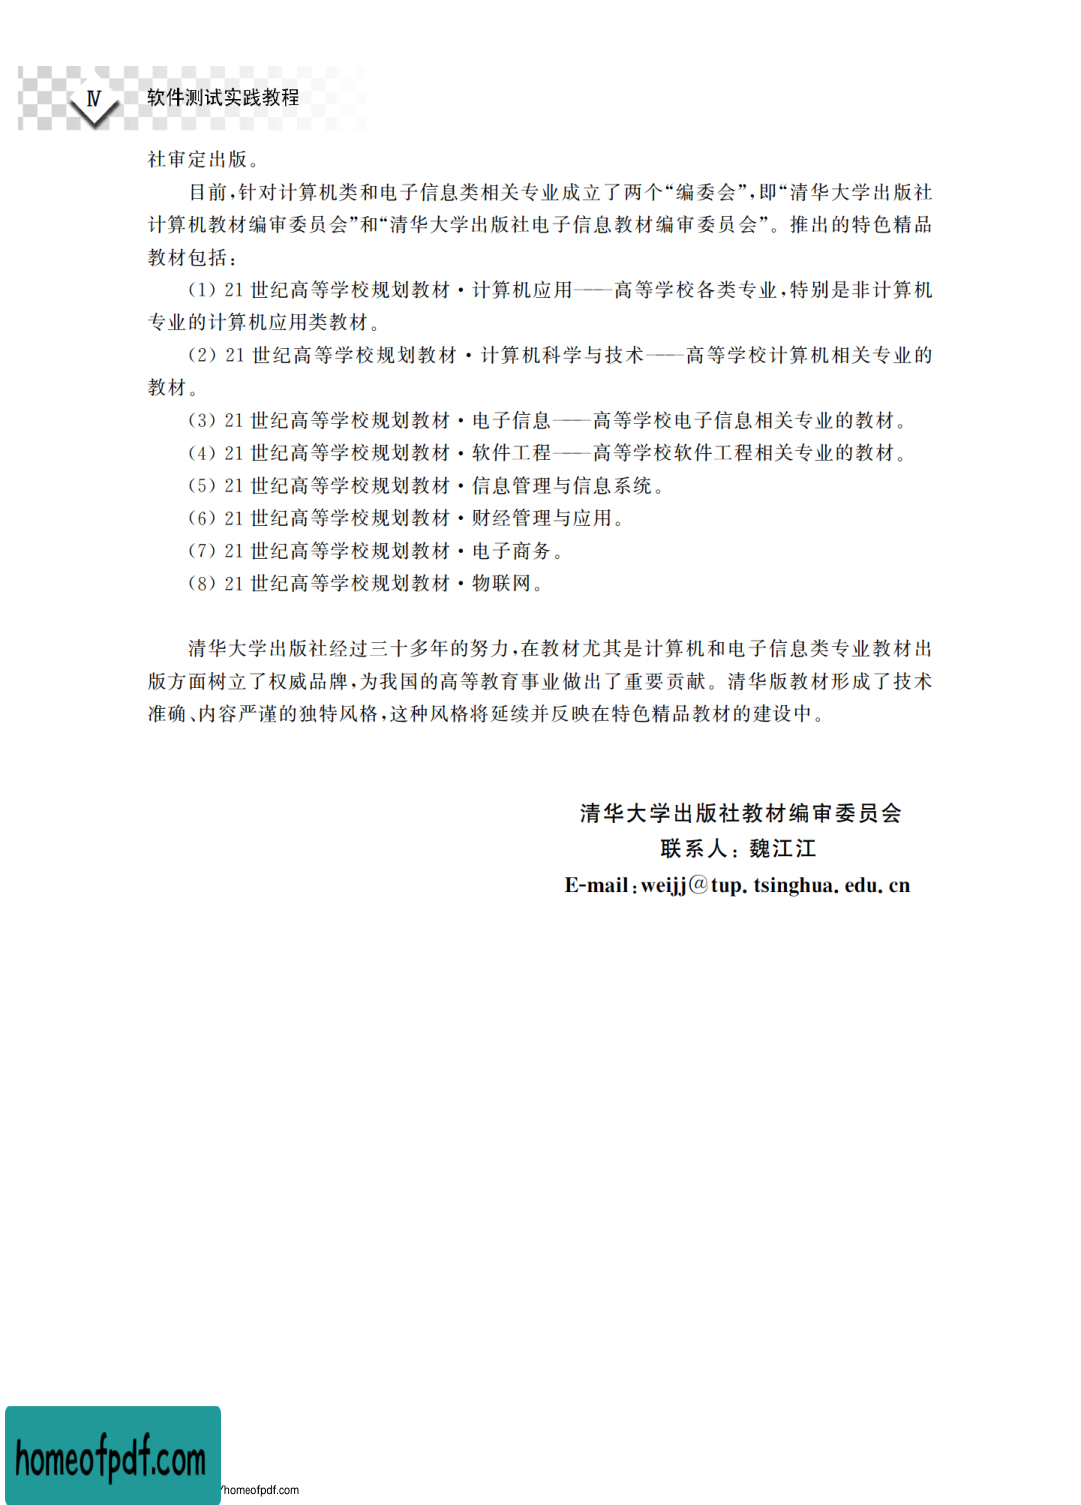 Ⅳ 软件测试实践教程
社审定出版。
目前,针对计算机类和电子信息类相关专业成立了两个“编委会”,即“清华大学出版社
计算机教材编审委员会”和“清华大学出版社电子信息教材编审委员会”。推出的特色精品
教材包括:
(1) 21 世纪高等学校规划教材·计算机应用——高等学校各类专业,特别是非计算机
专业的计算机应用类教材。
(2) 21 世纪高等学校规划教材·计算机科学与技术——高等学校计算机相关专业的
教材。
(3) 21 世纪高等学校规划教材·电子信息——高等学校电子信息相关专业的教材。
(4) 21 世纪高等学校规划教材·软件工程——高等学校软件工程相关专业的教材。
(5) 21 世纪高等学校规划教材·信息管理与信息系统。
(6) 21 世纪高等学校规划教材·财经管理与应用。
(7) 21 世纪高等学校规划教材·电子商务。
(8) 21 世纪高等学校规划教材·物联网。
清华大学出版社经过三十多年的努力,在教材尤其是计算机和电子信息类专业教材出
版方面树立了权威品牌,为我国的高等教育事业做出了重要贡献。清华版教材形成了技术
准确、内容严谨的独特风格,这种风格将延续并反映在特色精品教材的建设中。
清华大学出版社教材编审委员会
联系人: 魏江江
E-mail:weijj@tup.tsinghua.edu.cn
homeofpdf.com
/homeofpdf.com